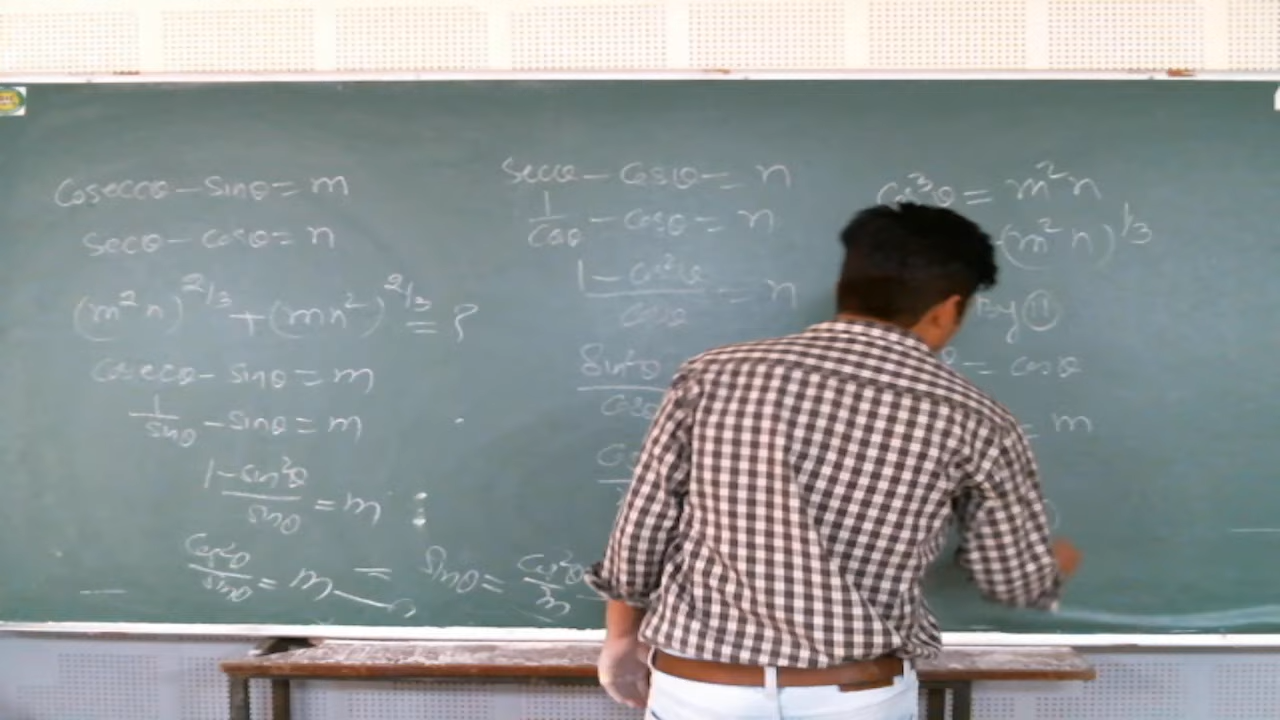 Cosecθ - sinθ = m
secθ - cosθ = n
(m²n)^2/3 + (mn²)^2/3 = ?
cosecθ - sinθ = m
1/sinθ - sinθ = m
1-sin²θ/sinθ = m
Cos²θ/sinθ = m
Sinθ = Cos²θ/m
Secθ - Cosθ = n
1/Cosθ - cosθ = n
1-cos²θ/cosθ = n
Sin²θ/cosθ
Cos³θ = m²n
(m²n)^1/3
By (11)
= cosθ
= m